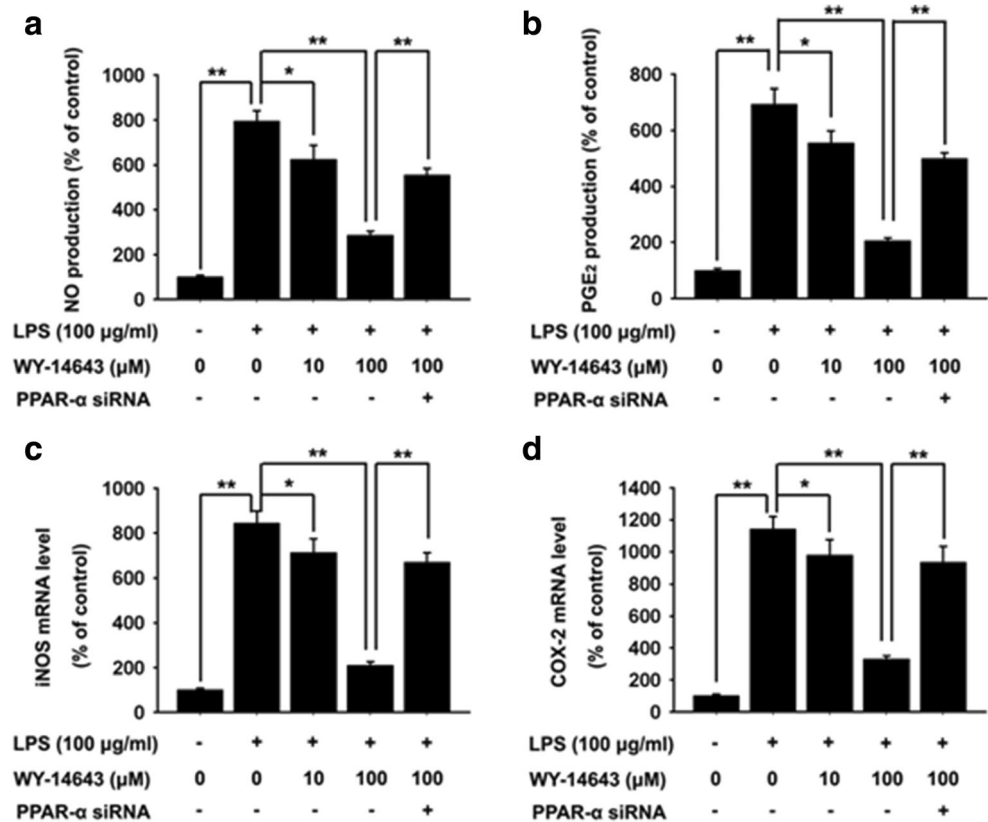 a
NO production (% of control)
1000
800
600
400
200
0
** * ** **
LPS (100 µg/ml) - + + + +
WY-14643 (µM) 0 0 10 100 100
PPAR-α siRNA - - - - +
b
PGE2 production (% of control)
800
600
400
200
0
** * ** **
LPS (100 µg/ml) - + + + +
WY-14643 (µM) 0 0 10 100 100
PPAR-α siRNA - - - - +
c
iNOS mRNA level
(% of control)
1000
800
600
400
200
0
** * ** **
LPS (100 µg/ml) - + + + +
WY-14643 (µM) 0 0 10 100 100
PPAR-α siRNA - - - - +
d
COX-2 mRNA level
(% of control)
1400
1200
1000
800
600
400
200
0
** * ** **
LPS (100 µg/ml) - + + + +
WY-14643 (µM) 0 0 10 100 100
PPAR-α siRNA - - - - +